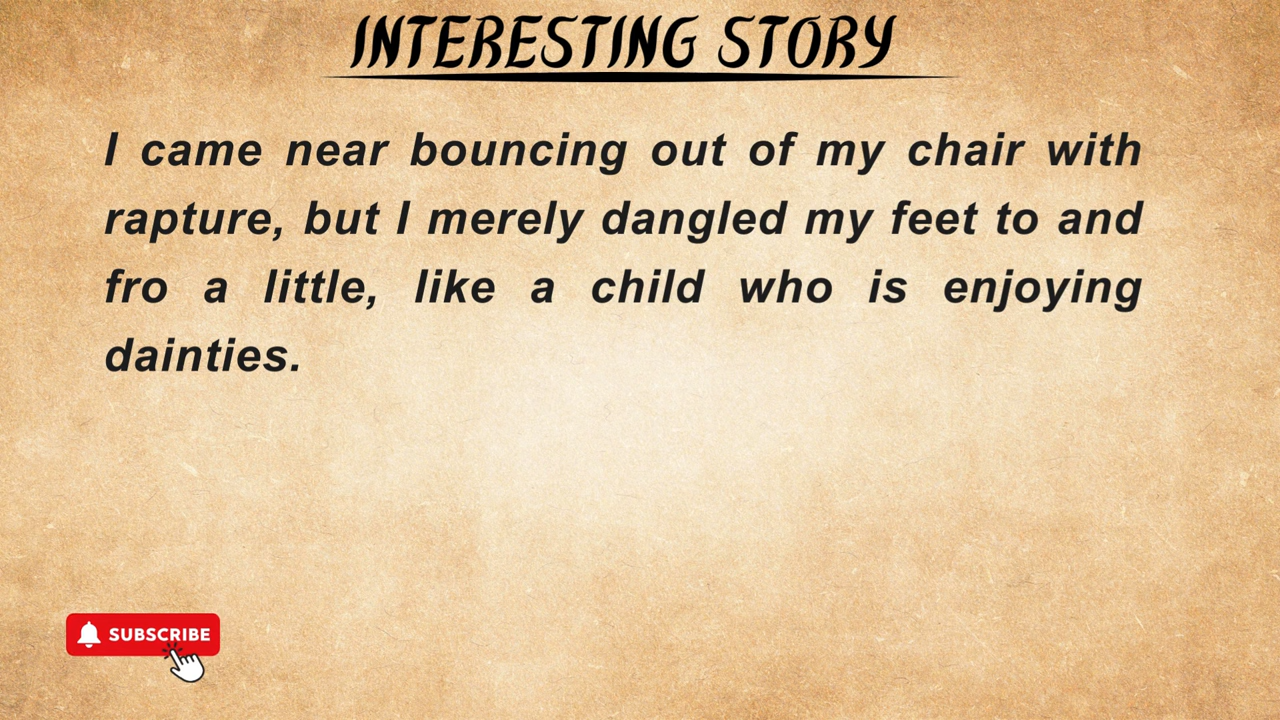 INTERESTING STORY
I came near bouncing out of my chair with
rapture, but I merely dangled my feet to and
fro a little, like a child who is enjoying
dainties.
SUBSCRIBE